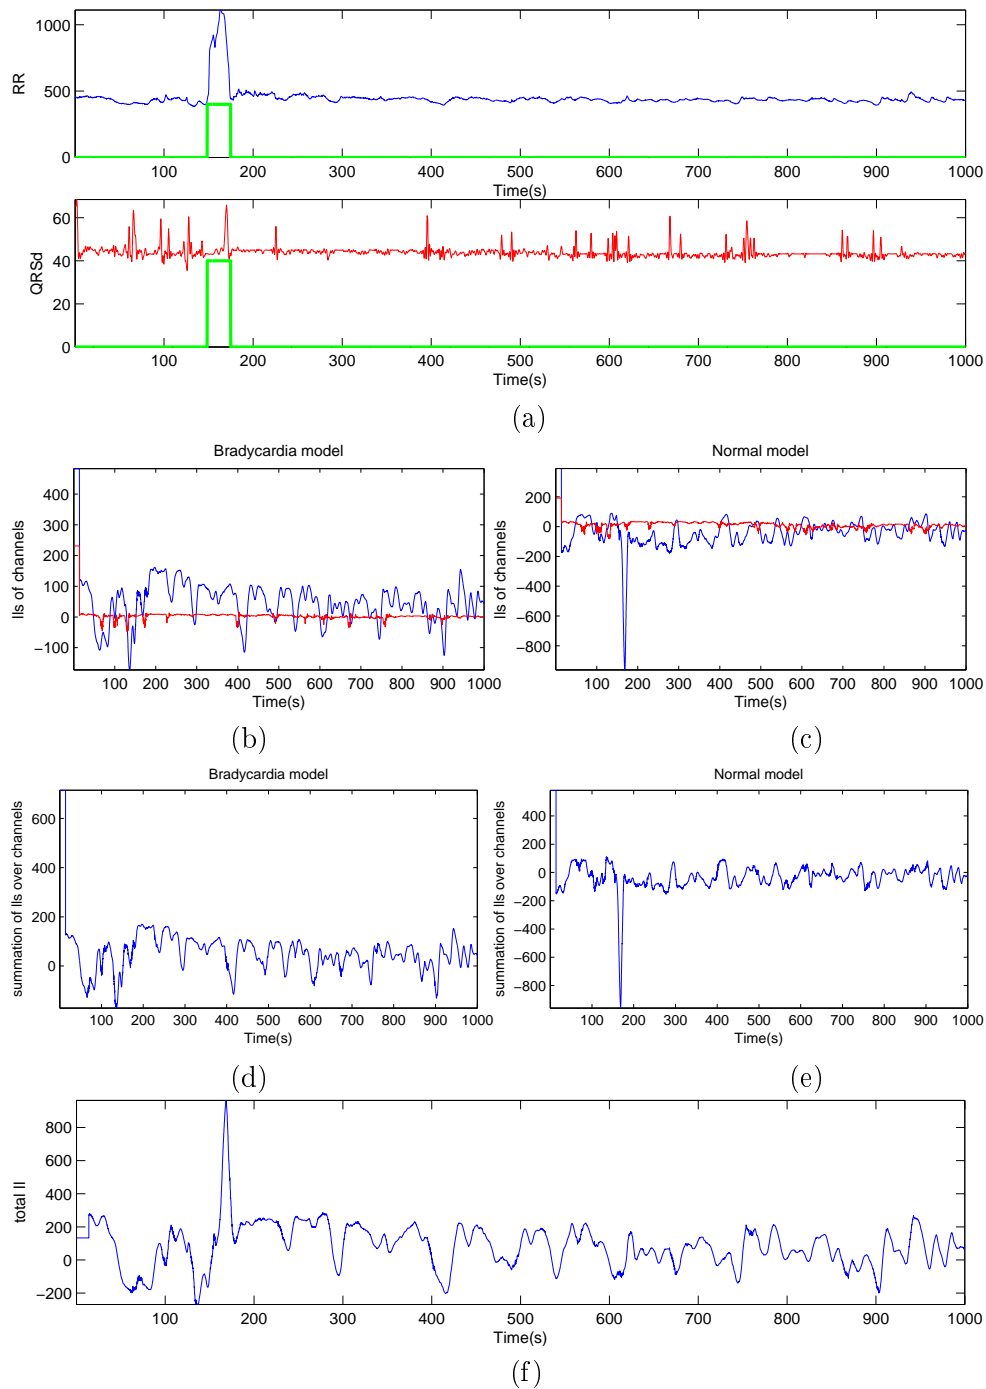 1000
500
0
RR
100 200 300 400 500 600 700 800 900 1000
Time(s)
60
40
20
0
QRSd
100 200 300 400 500 600 700 800 900 1000
Time(s)
(a)
Bradycardia model
400
300
200
100
0
−100
lls of channels
100 200 300 400 500 600 700 800 900 1000
Time(s)
(b)
Normal model
200
0
−200
−400
−600
−800
lls of channels
100 200 300 400 500 600 700 800 900 1000
Time(s)
(c)
Bradycardia model
600
400
200
0
summation of lls over channels
100 200 300 400 500 600 700 800 900 1000
Time(s)
(d)
Normal model
400
200
0
−200
−400
−600
−800
summation of lls over channels
100 200 300 400 500 600 700 800 900 1000
Time(s)
(e)
800
600
400
200
0
−200
total ll
100 200 300 400 500 600 700 800 900 1000
Time(s)
(f)